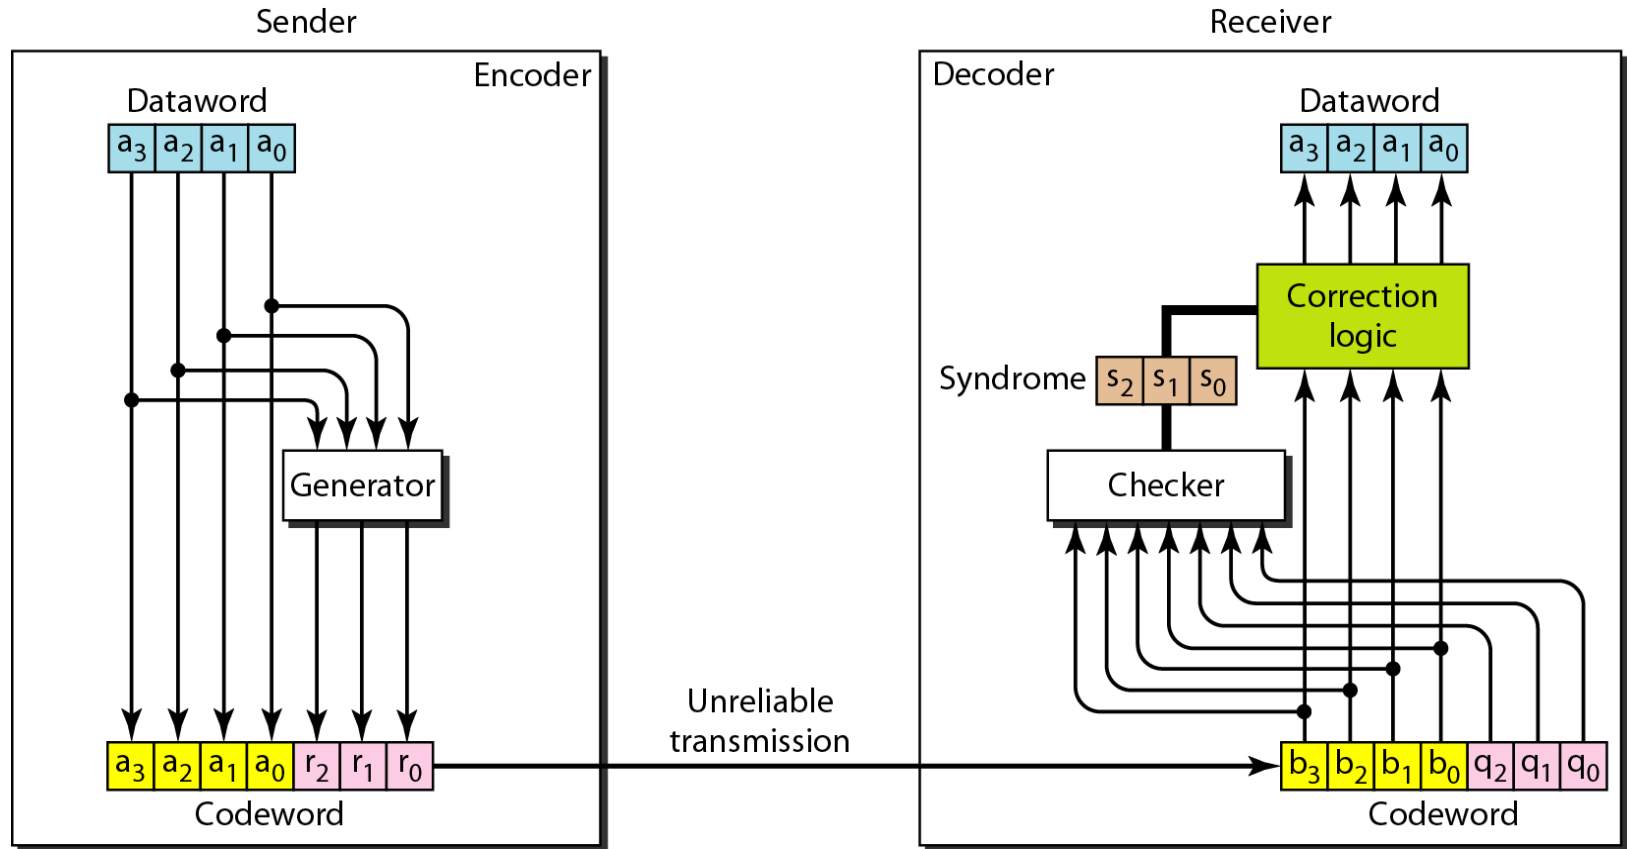 Sender
Encoder
Dataword
a3 a2 a1 a0
Generator
a3 a2 a1 a0 r2 r1 r0
Codeword
Unreliable
transmission
Receiver
Decoder
Dataword
a3 a2 a1 a0
Correction
logic
Syndrome s2 s1 s0
Checker
b3 b2 b1 b0 q2 q1 q0
Codeword